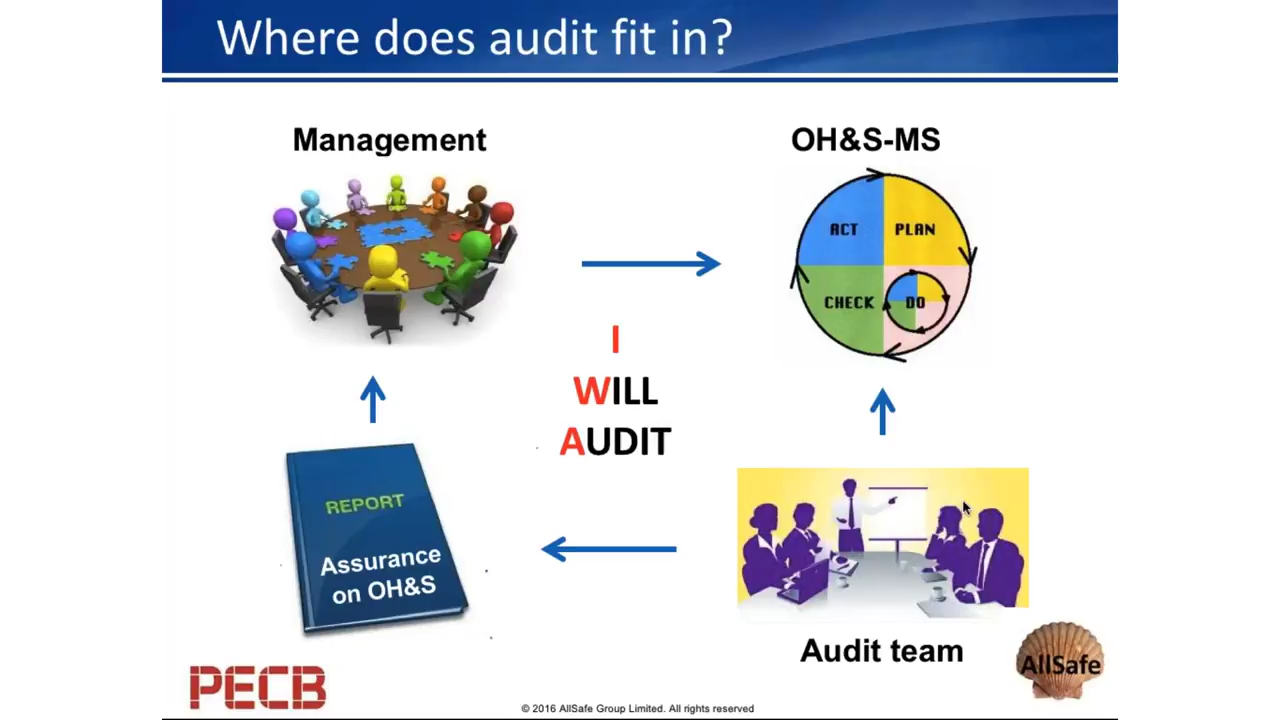 Where does audit fit in?
Management
OH&S-MS
ACT
PLAN
CHECK
DO
I
WILL
AUDIT
REPORT
Assurance
on OH&S
Audit team
PECB
AllSafe
© 2016 AllSafe Group Limited. All rights reserved